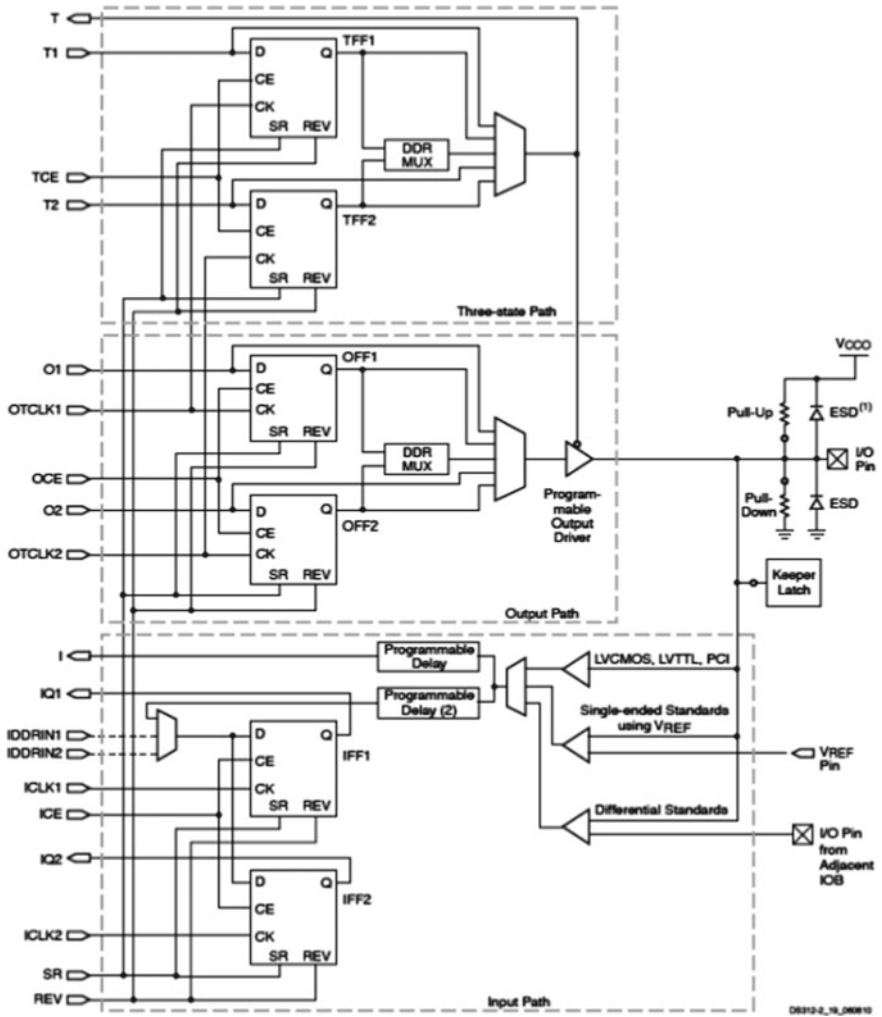 T
T1
D
Q
TFF1
CE
CK
SR REV
DDR
MUX
TCE
T2
D
Q
TFF2
CE
CK
SR REV
Three-state Path
O1
D
Q
OFF1
CE
OTCLK1
CK
SR REV
DDR
MUX
OCE
O2
D
Q
OFF2
CE
OTCLK2
CK
SR REV
Program-
mable
Output
Driver
Output Path
VCCO
Pull-Up
ESD(1)
I/O
Pin
Pull-
Down
ESD
Keeper
Latch
I
Programmable
Delay
LVCMOS, LVTTL, PCI
IQ1
Programmable
Delay (2)
Single-ended Standards
using VREF
IDDRIN1
IDDRIN2
D
Q
IFF1
CE
VREF
Pin
ICLK1
CK
ICE
SR REV
Differential Standards
I/O Pin
from
Adjacent
IOB
IQ2
D
Q
IFF2
CE
ICLK2
CK
SR REV
SR
REV
Input Path
DS312-2_19_060610